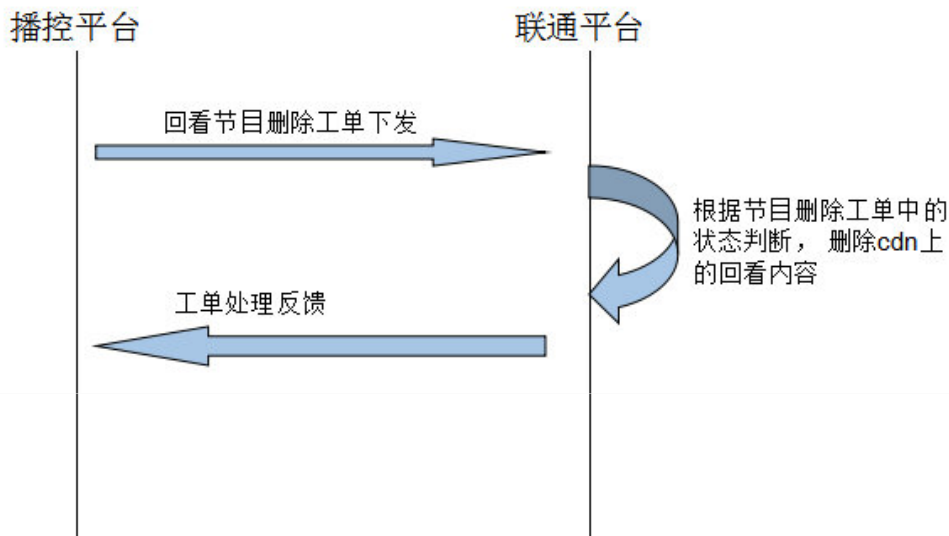 播控平台
联通平台
回看节目删除工单下发
根据节目删除工单中的
状态判断， 删除cdn上
的回看内容
工单处理反馈